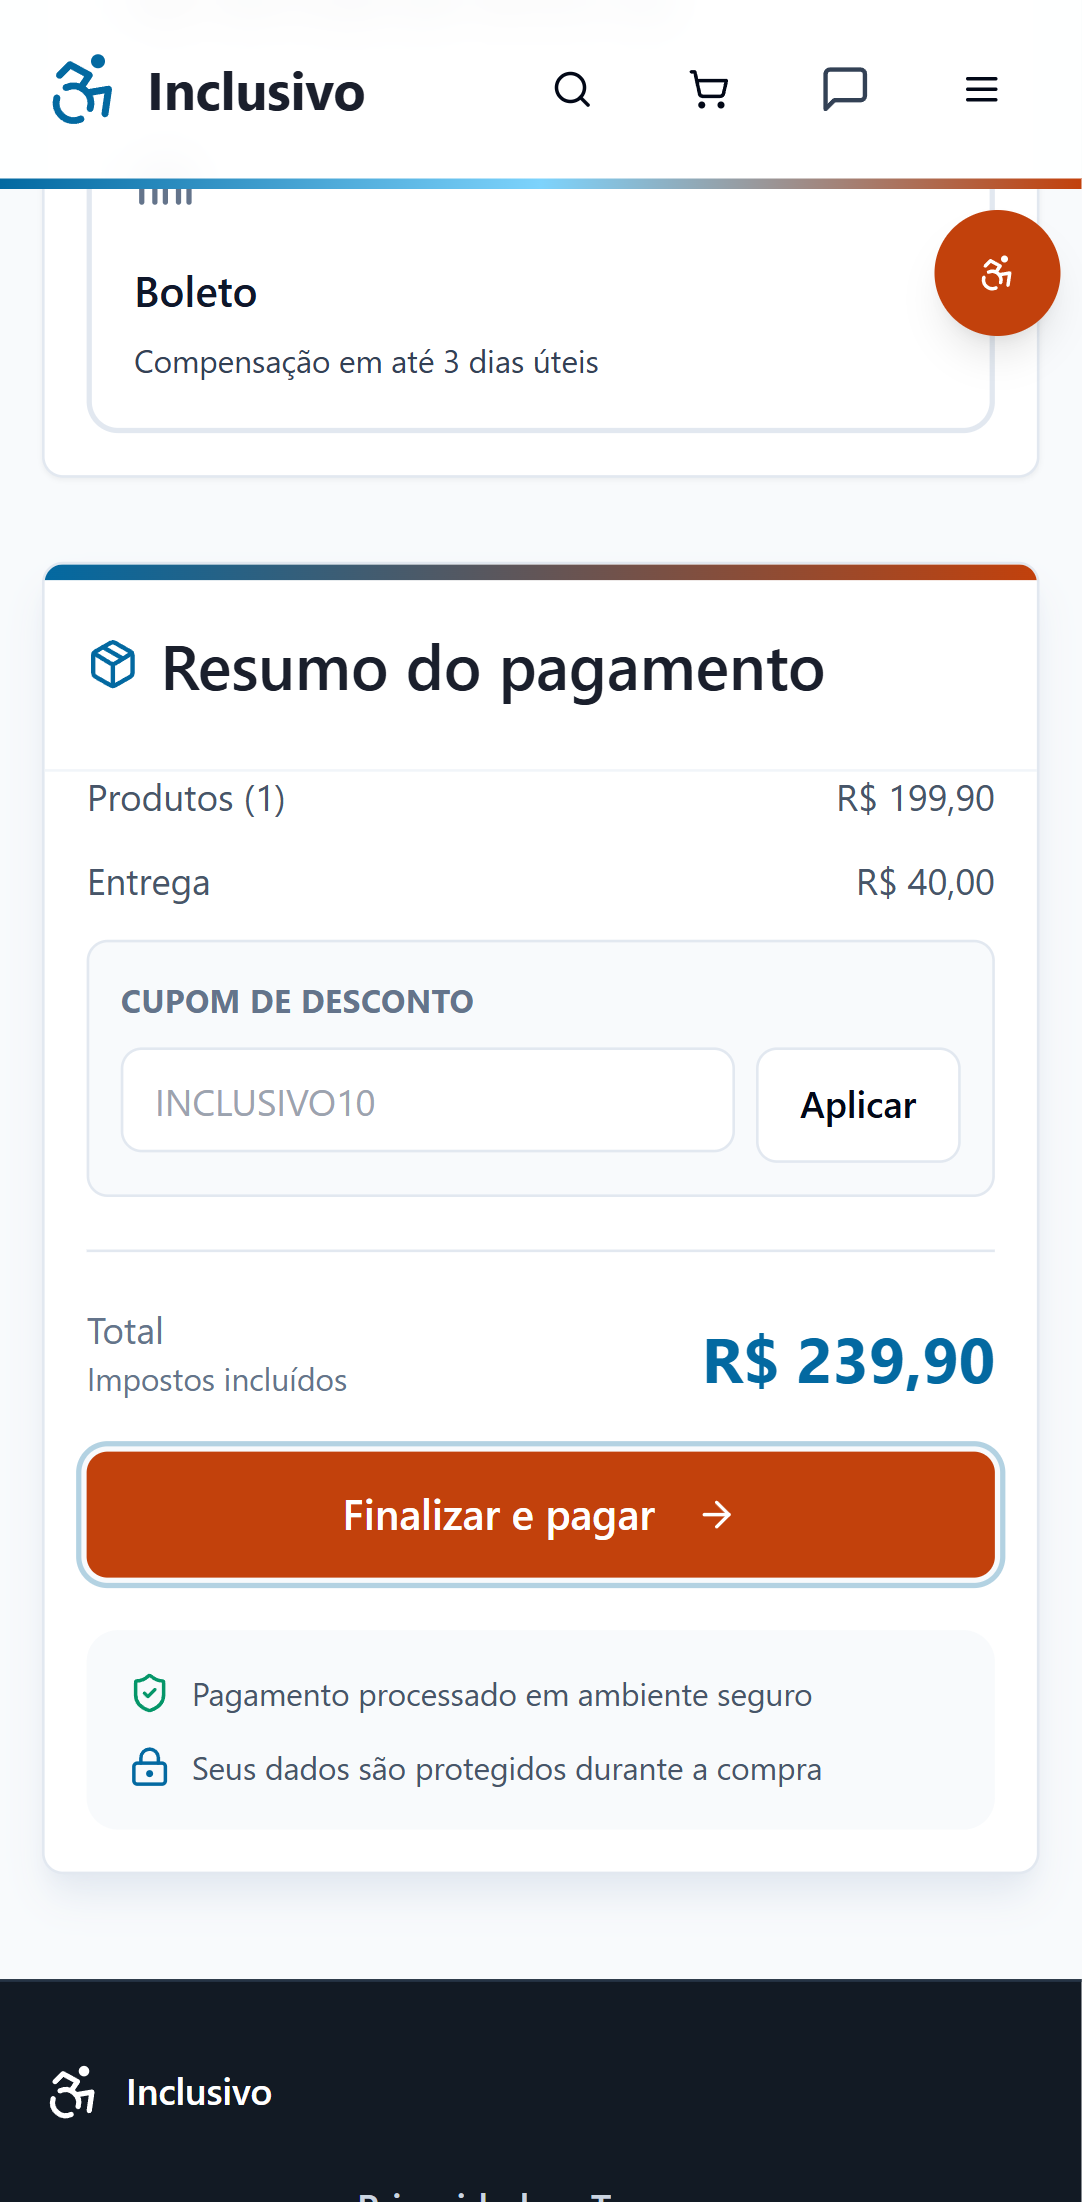 Inclusivo
Boleto
Compensação em até 3 dias úteis
Resumo do pagamento
Produtos (1) R$ 199,90
Entrega R$ 40,00
CUPOM DE DESCONTO
INCLUSIVO10 Aplicar
Total
Impostos incluídos
R$ 239,90
Finalizar e pagar
Pagamento processado em ambiente seguro
Seus dados são protegidos durante a compra
Inclusivo